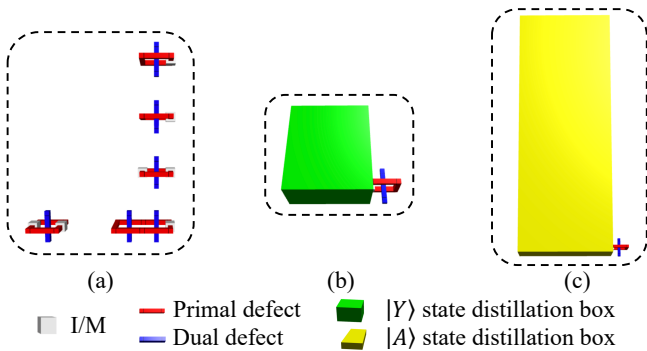 (a)
(b)
(c)
I/M
Primal defect
|Y⟩ state distillation box
Dual defect
|A⟩ state distillation box